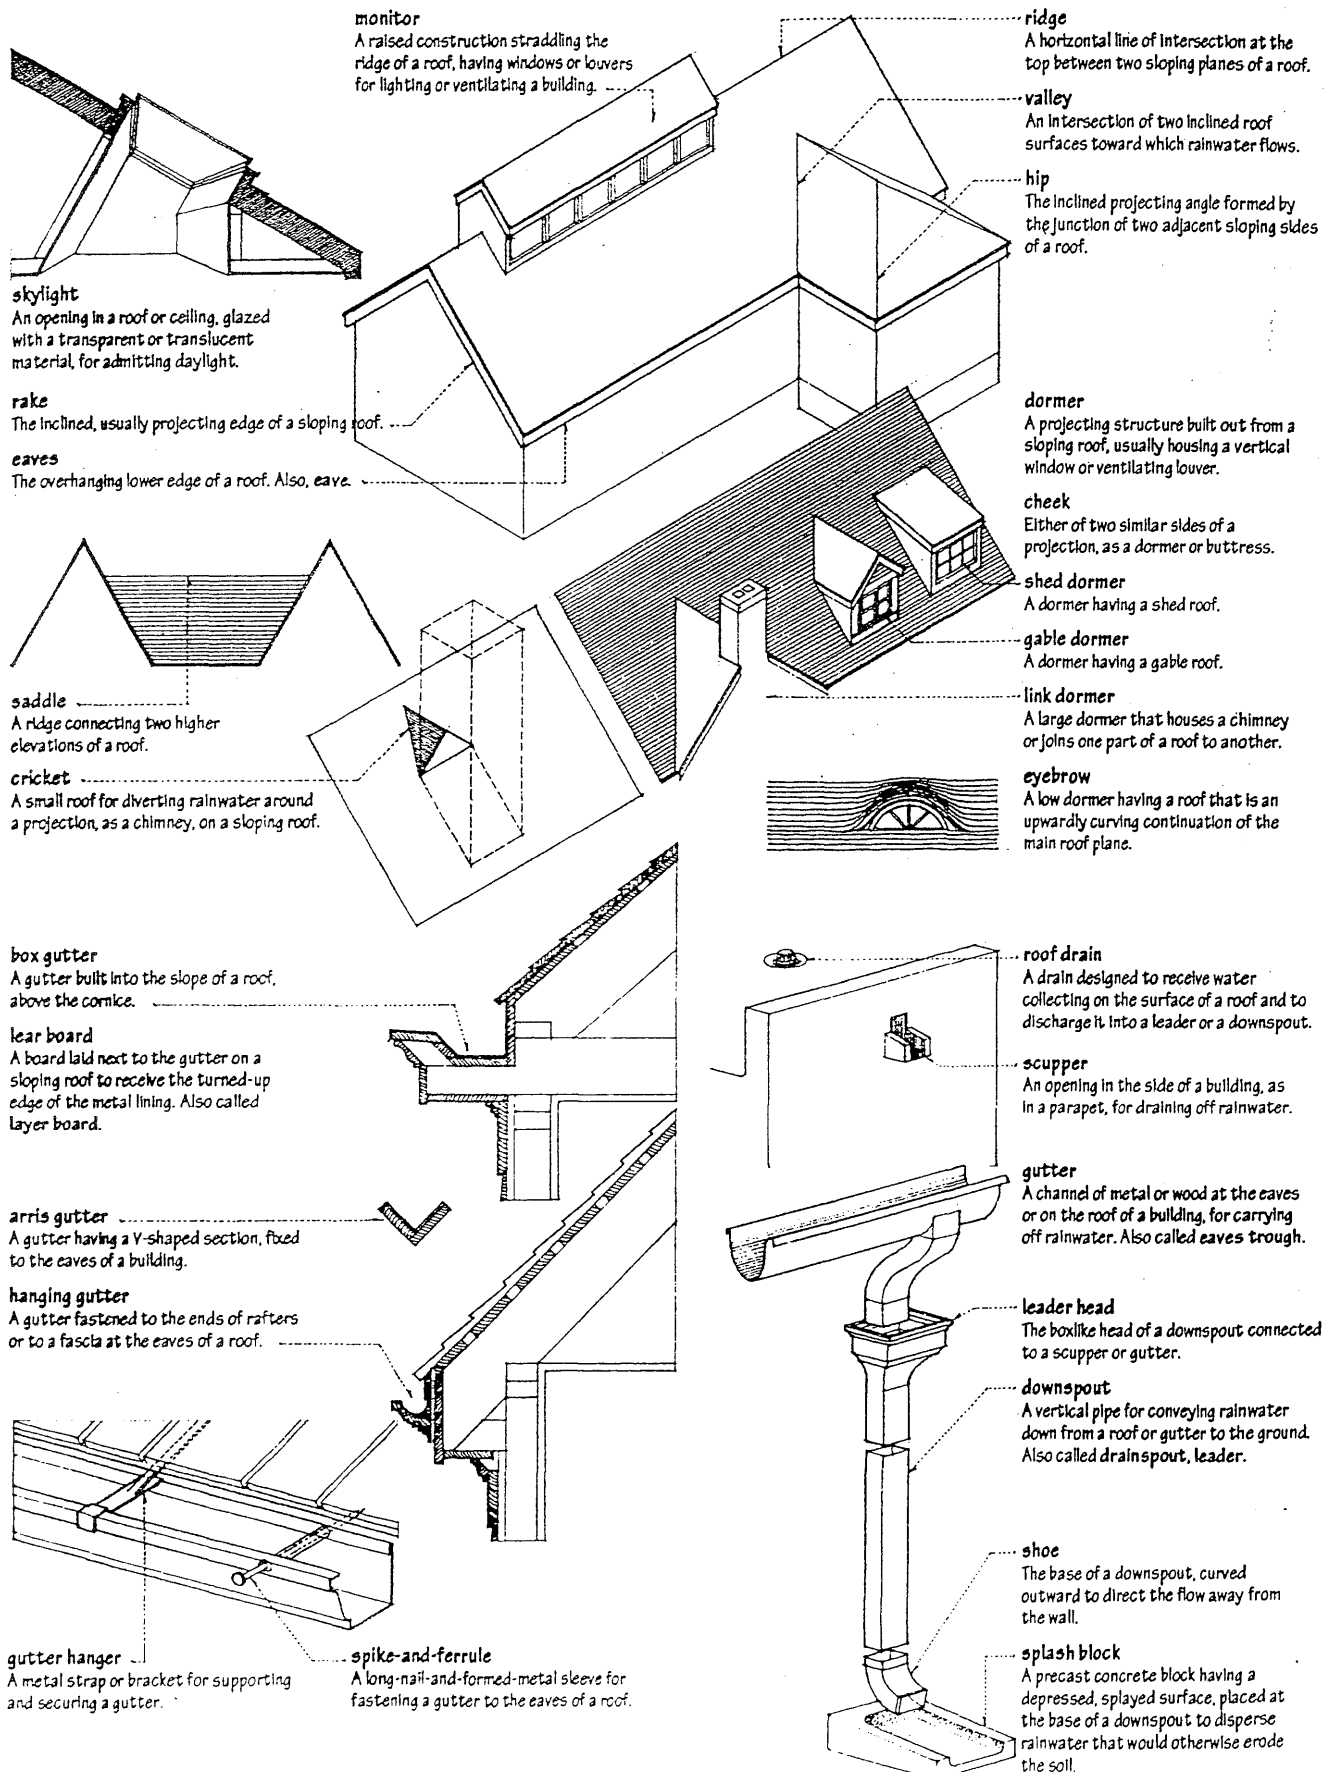 monitor
A raised construction straddling the
ridge of a roof, having windows or louvers
for lighting or ventilating a building.
ridge
A horizontal line of intersection at the
top between two sloping planes of a roof.
valley
An intersection of two inclined roof
surfaces toward which rainwater flows.
hip
The inclined projecting angle formed by
the junction of two adjacent sloping sides
of a roof.
skylight
An opening in a roof or ceiling, glazed
with a transparent or translucent
material, for admitting daylight.
rake
The inclined, usually projecting edge of a sloping roof.
eaves
The overhanging lower edge of a roof. Also, eave.
dormer
A projecting structure built out from a
sloping roof, usually housing a vertical
window or ventilating louver.
cheek
Either of two similar sides of a
projection, as a dormer or buttress.
shed dormer
A dormer having a shed roof.
gable dormer
A dormer having a gable roof.
link dormer
A large dormer that houses a chimney
or joins one part of a roof to another.
eyebrow
A low dormer having a roof that is an
upwardly curving continuation of the
main roof plane.
saddle
A ridge connecting two higher
elevations of a roof.
cricket
A small roof for diverting rainwater around
a projection, as a chimney, on a sloping roof.
box gutter
A gutter built into the slope of a roof,
above the cornice.
lear board
A board laid next to the gutter on a
sloping roof to receive the turned-up
edge of the metal lining. Also called
layer board.
arris gutter
A gutter having a V-shaped section, fixed
to the eaves of a building.
hanging gutter
A gutter fastened to the ends of rafters
or to a fascia at the eaves of a roof.
roof drain
A drain designed to receive water
collecting on the surface of a roof and to
discharge it into a leader or a downspout.
scupper
An opening in the side of a building, as
in a parapet, for draining off rainwater.
gutter
A channel of metal or wood at the eaves
or on the roof of a building, for carrying
off rainwater. Also called eaves trough.
leader head
The boxlike head of a downspout connected
to a scupper or gutter.
downspout
A vertical pipe for conveying rainwater
down from a roof or gutter to the ground.
Also called drainspout, leader.
shoe
The base of a downspout, curved
outward to direct the flow away from
the wall.
splash block
A precast concrete block having a
depressed, splayed surface, placed at
the base of a downspout to disperse
rainwater that would otherwise erode
the soil.
gutter hanger
A metal strap or bracket for supporting
and securing a gutter.
spike-and-ferrule
A long-nail-and-formed-metal sleeve for
fastening a gutter to the eaves of a roof.